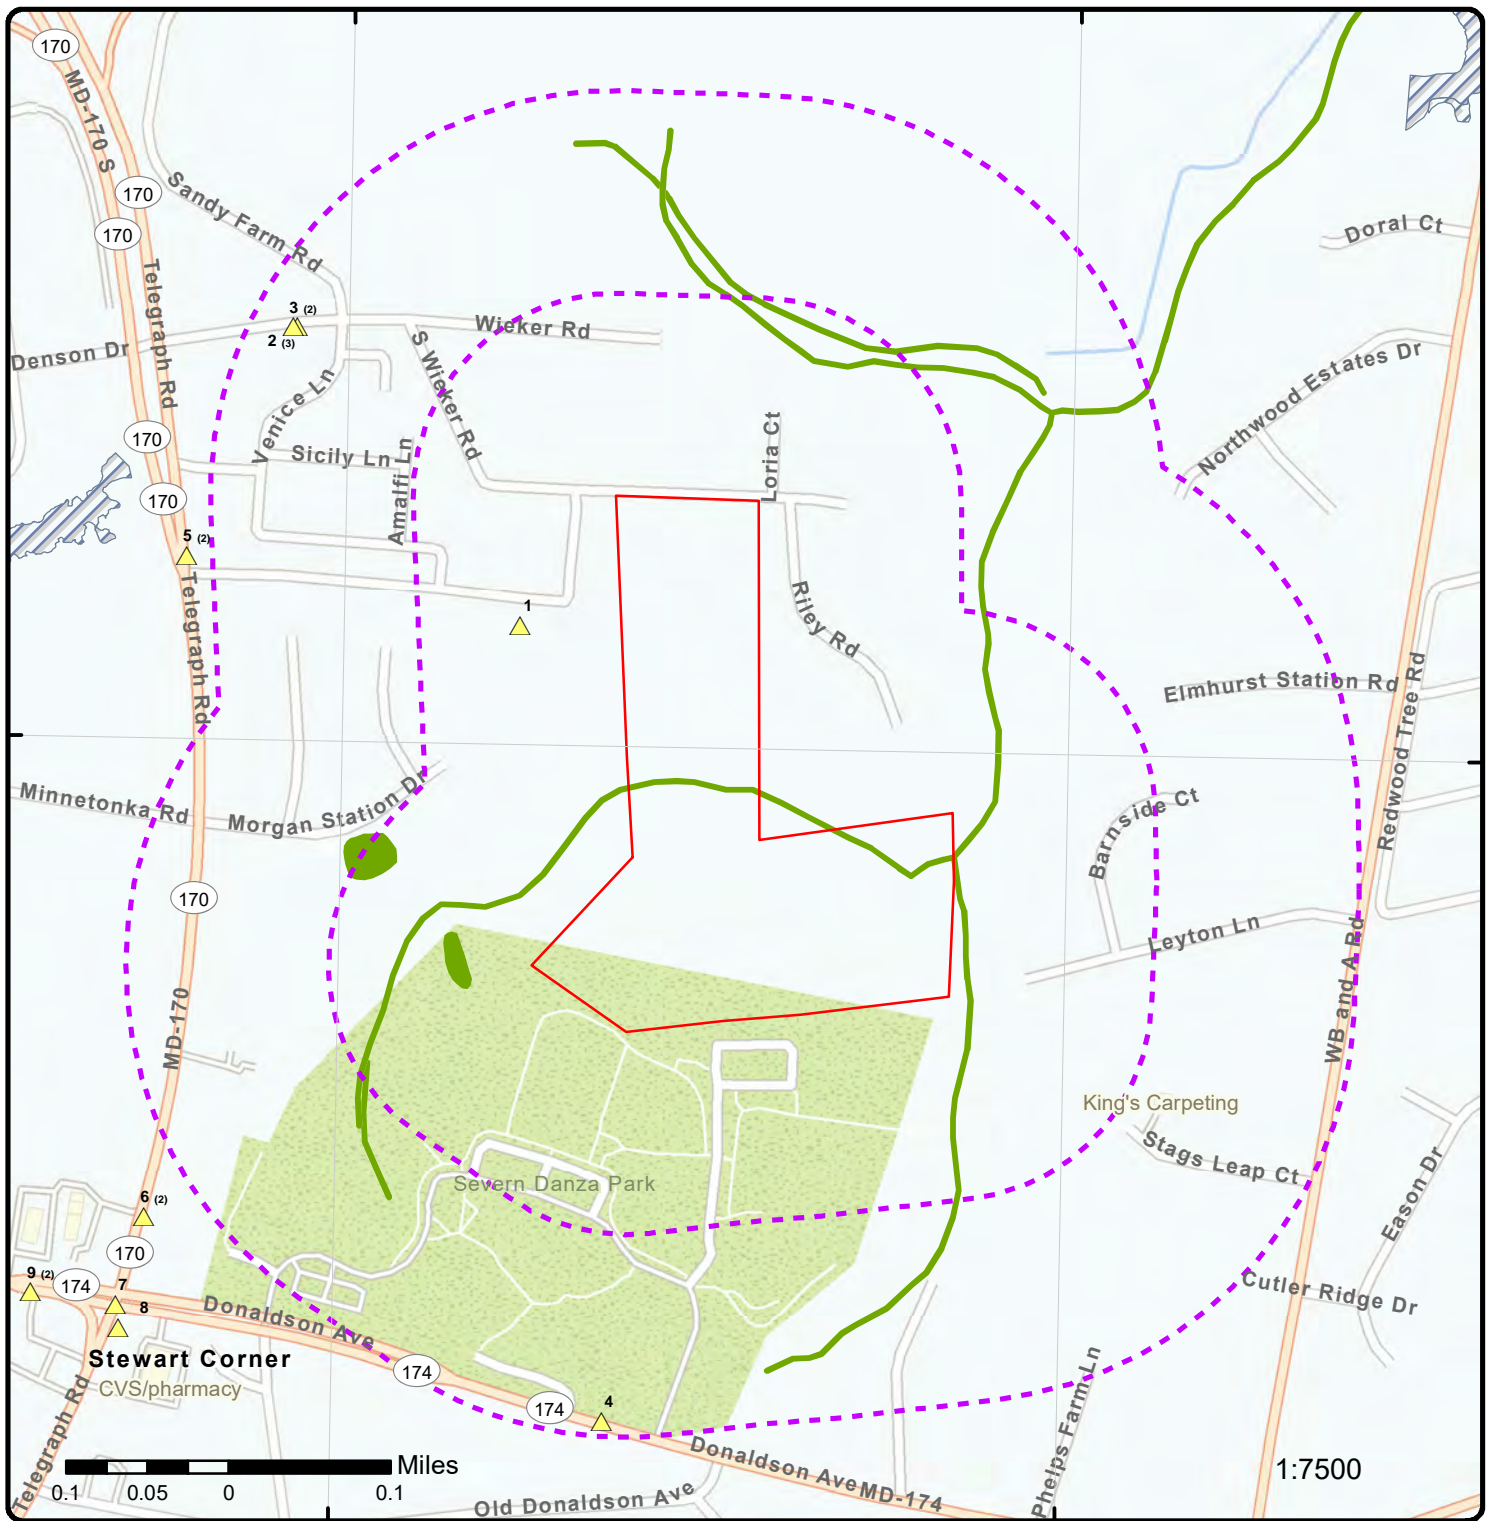 170
MD-170 S
170
170
Sandy Farm Rd
Doral Ct
Telegraph Rd
3 (2)
2 (3)
Wieker Rd
Denson Dr
S Wieker Rd
Northwood Estates Dr
Venice Ln
170
Sicily Ln
Amalfi Ln
Loria Ct
170
5 (2)
Telegraph Rd
1
Riley Rd
Elmhurst Station Rd
Redwood Tree Rd
Minnetonka Rd
Morgan Station Dr
Barnside Ct
170
Leyton Ln
WB and A Rd
MD-170
King's Carpeting
Stags Leap Ct
Severn Danza Park
Eason Dr
6 (2)
170
9 (2)
174
7
8
Donaldson Ave
Cutler Ridge Dr
Stewart Corner
CVS/pharmacy
174
174
4
Telegraph Rd
Phelps Farm Ln
Donaldson Ave
MD-174
Old Donaldson Ave
Miles
0.1 0.05 0 0.1
1:7500